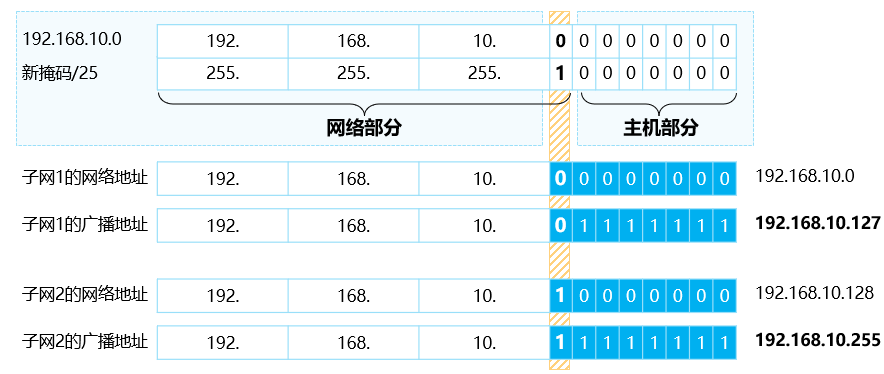 192.168.10.0 192. 168. 10. 0 0 0 0 0 0 0 0
新掩码/25 255. 255. 255. 1 0 0 0 0 0 0 0
网络部分 主机部分
子网1的网络地址 192. 168. 10. 0 0 0 0 0 0 0 0 192.168.10.0
子网1的广播地址 192. 168. 10. 0 1 1 1 1 1 1 1 192.168.10.127
子网2的网络地址 192. 168. 10. 1 0 0 0 0 0 0 0 192.168.10.128
子网2的广播地址 192. 168. 10. 1 1 1 1 1 1 1 1 192.168.10.255